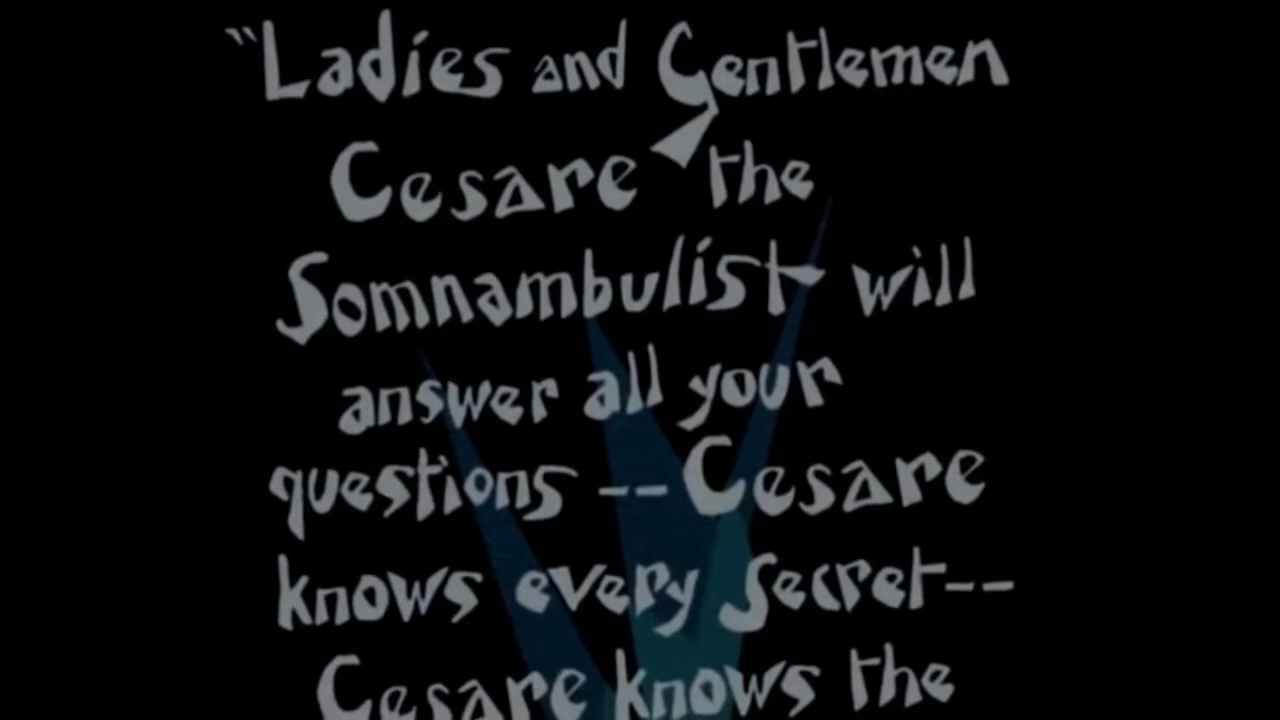 “Ladies and Gentlemen
Cesare the
Somnambulist will
answer all your
questions -- Cesare
knows every secret--
Cesare knows the